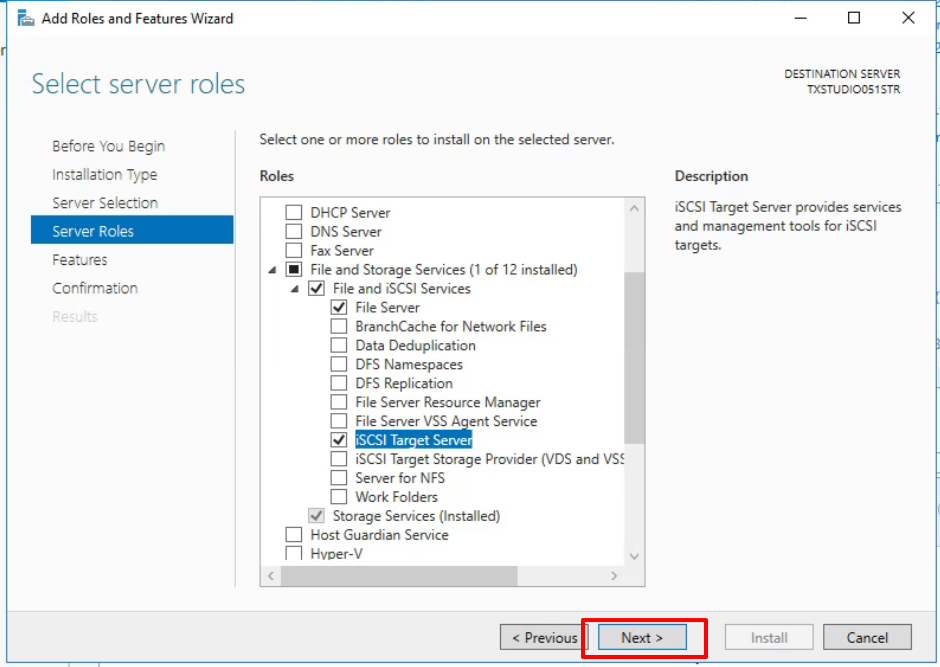 Add Roles and Features Wizard
Select server roles
DESTINATION SERVER
TXSTUDIO051STR
Before You Begin
Installation Type
Server Selection
Server Roles
Features
Confirmation
Results
Select one or more roles to install on the selected server.
Roles
DHCP Server
DNS Server
Fax Server
File and Storage Services (1 of 12 installed)
File and iSCSI Services
File Server
BranchCache for Network Files
Data Deduplication
DFS Namespaces
DFS Replication
File Server Resource Manager
File Server VSS Agent Service
iSCSI Target Server
iSCSI Target Storage Provider (VDS and VSS
Server for NFS
Work Folders
Storage Services (Installed)
Host Guardian Service
Hyper-V
Description
iSCSI Target Server provides services
and management tools for iSCSI
targets.
< Previous
Next >
Install
Cancel